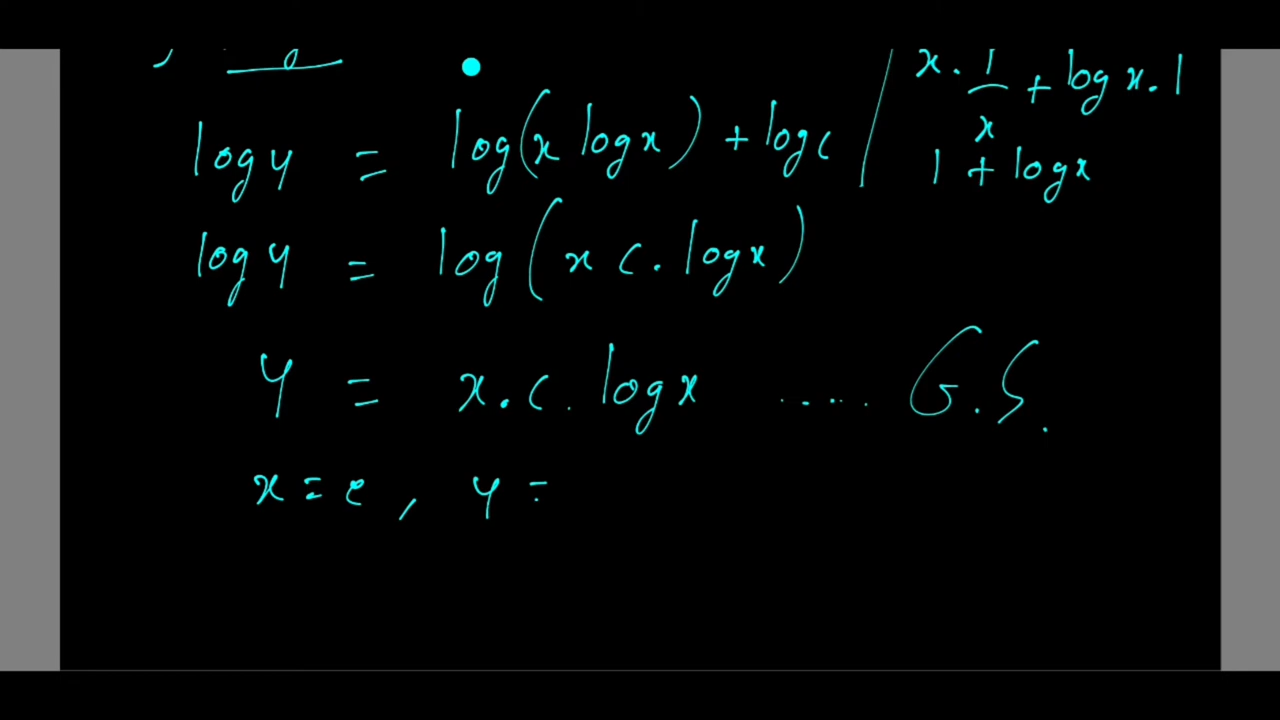 log y = log(x log x) + log c | x . 1/x + log x . 1
1 + log x
log y = log(x c . log x)
y = x . c . log x ..... G.S.
x = e , y =